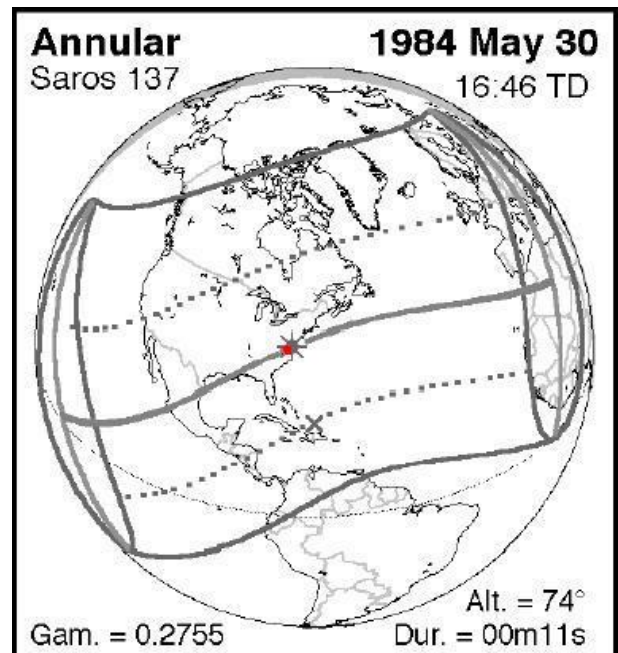 Annular 1984 May 30
Saros 137 16:46 TD
Alt. = 74°
Gam. = 0.2755 Dur. = 00m11s